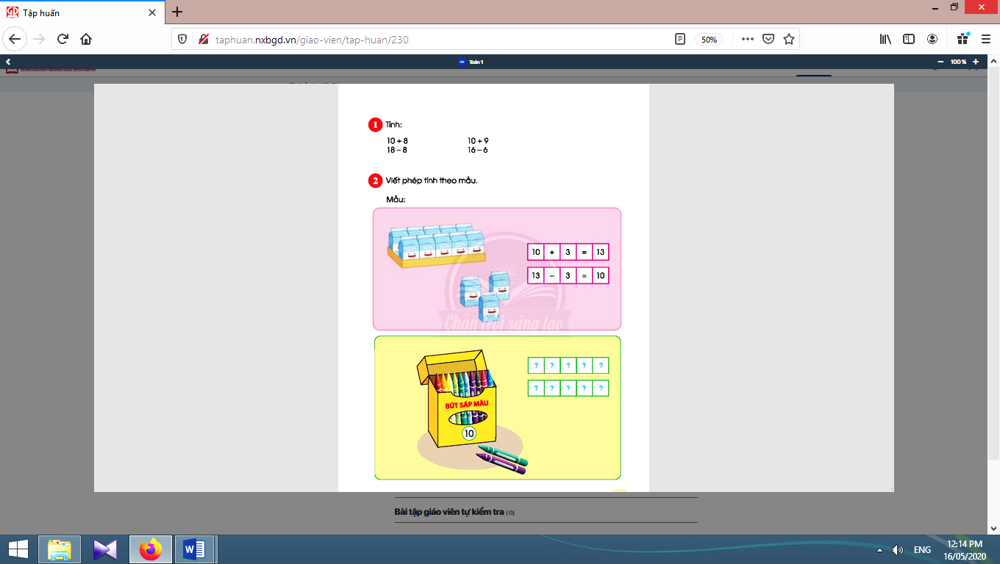 Tập huấn
taphuan.nxbgd.vn/giao-vien/tap-huan/230
50%
Toán 1
100%
1 Tính:
10 + 8 10 + 9
18 – 8 16 – 6
2 Viết phép tính theo mẫu.
Mẫu:
10 + 3 = 13
13 – 3 = 10
Chân trời sáng tạo
? ? ? ? ?
? ? ? ? ?
BÚT SÁP MÀU
10
Bài tập giáo viên tự kiểm tra (0)
ENG
12:14 PM
16/05/2020